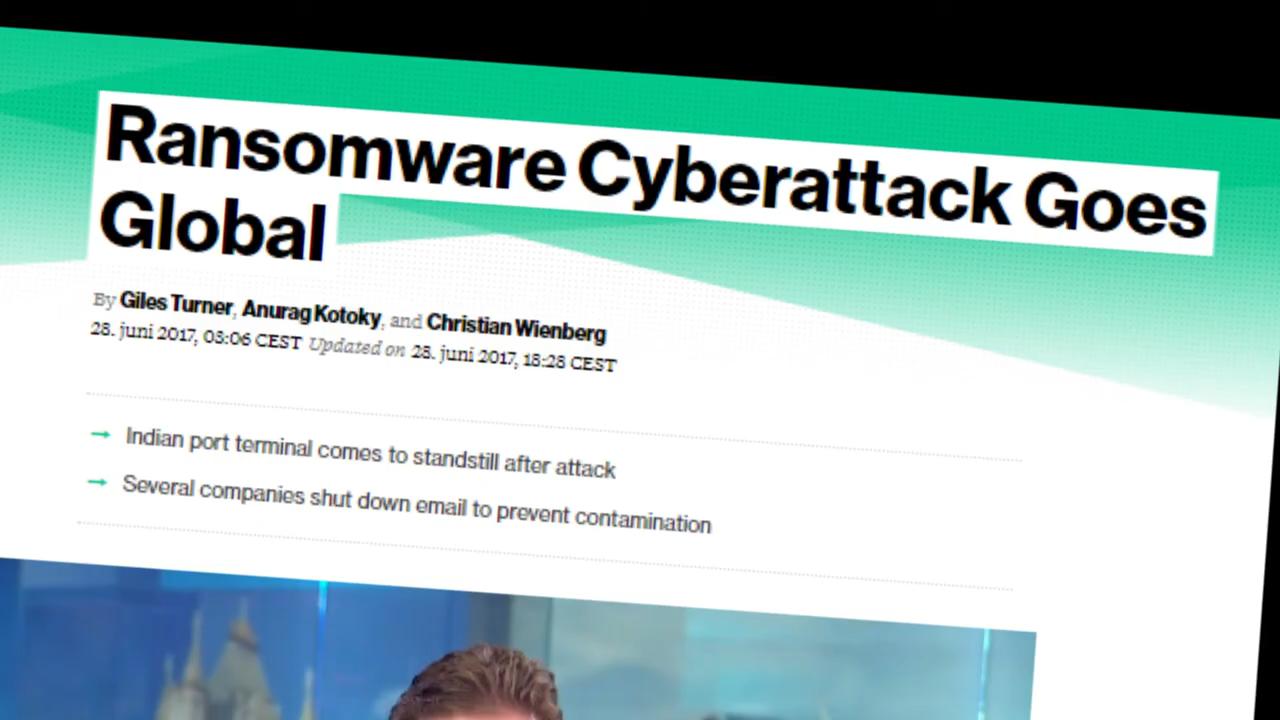 Ransomware Cyberattack Goes
Global
By Giles Turner, Anurag Kotoky, and Christian Wienberg
28. juni 2017, 03:06 CEST Updated on 28. juni 2017, 18:28 CEST
→ Indian port terminal comes to standstill after attack
→ Several companies shut down email to prevent contamination